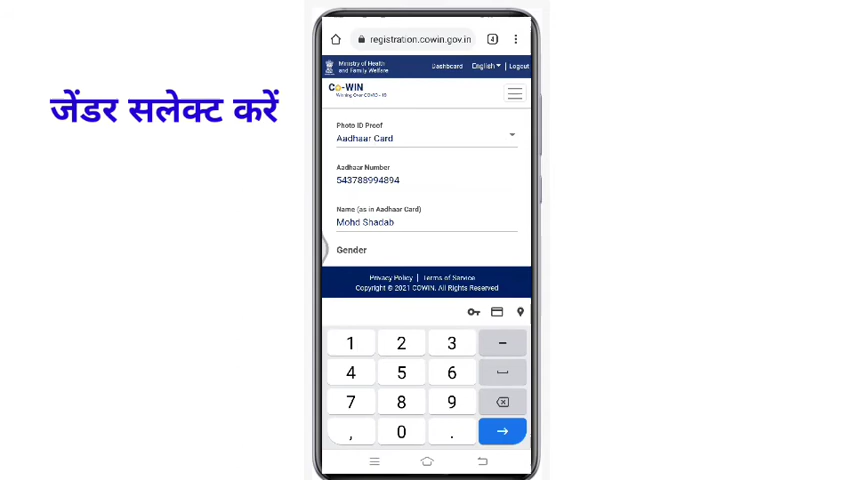 जेंडर सलेक्ट करें
registration.cowin.gov.in
4
Ministry of Health
and Family Welfare
Dashboard
English
Logout
Co-WIN
Winning Over COVID-19
Photo ID Proof
Aadhaar Card
Aadhaar Number
543788994894
Name (as in Aadhaar Card)
Mohd Shadab
Gender
Privacy Policy | Terms of Service
Copyright © 2021 COWIN. All Rights Reserved
1 2 3 -
4 5 6
7 8 9
, 0 .